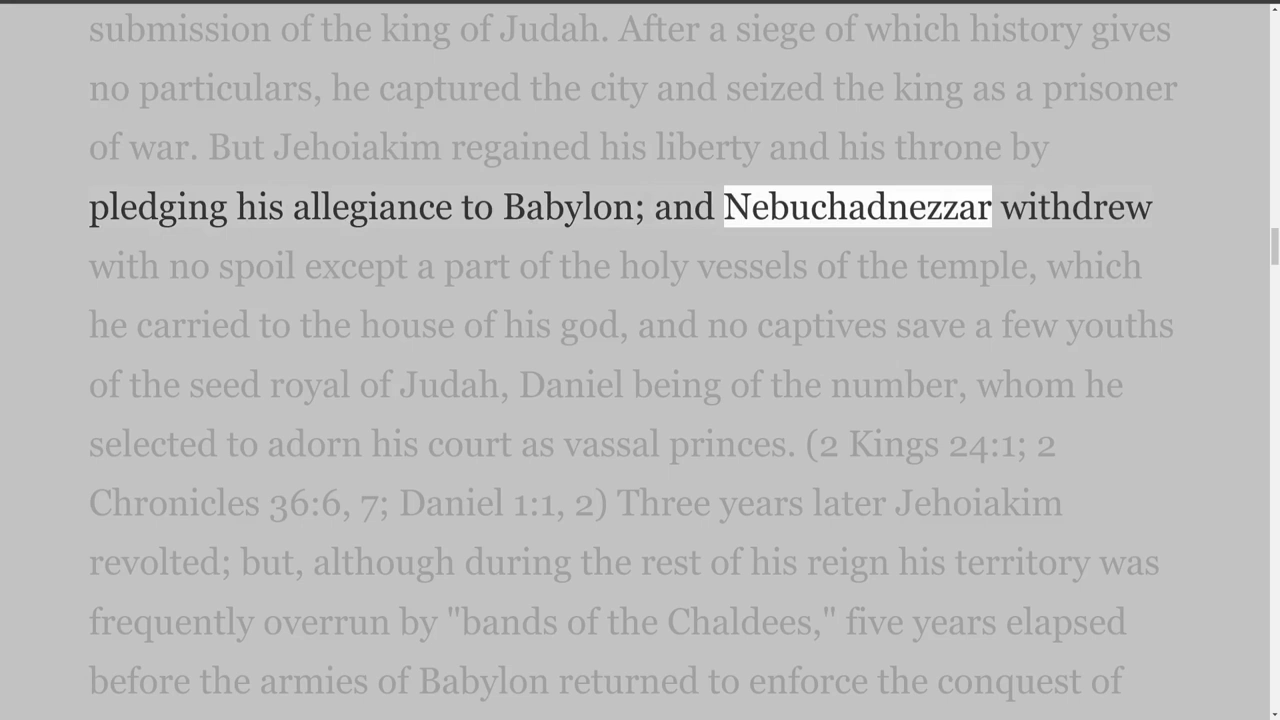 submission of the king of Judah. After a siege of which history gives
no particulars, he captured the city and seized the king as a prisoner
of war. But Jehoiakim regained his liberty and his throne by
pledging his allegiance to Babylon; and Nebuchadnezzar withdrew
with no spoil except a part of the holy vessels of the temple, which
he carried to the house of his god, and no captives save a few youths
of the seed royal of Judah, Daniel being of the number, whom he
selected to adorn his court as vassal princes. (2 Kings 24:1; 2
Chronicles 36:6, 7; Daniel 1:1, 2) Three years later Jehoiakim
revolted; but, although during the rest of his reign his territory was
frequently overrun by "bands of the Chaldees," five years elapsed
before the armies of Babylon returned to enforce the conquest of